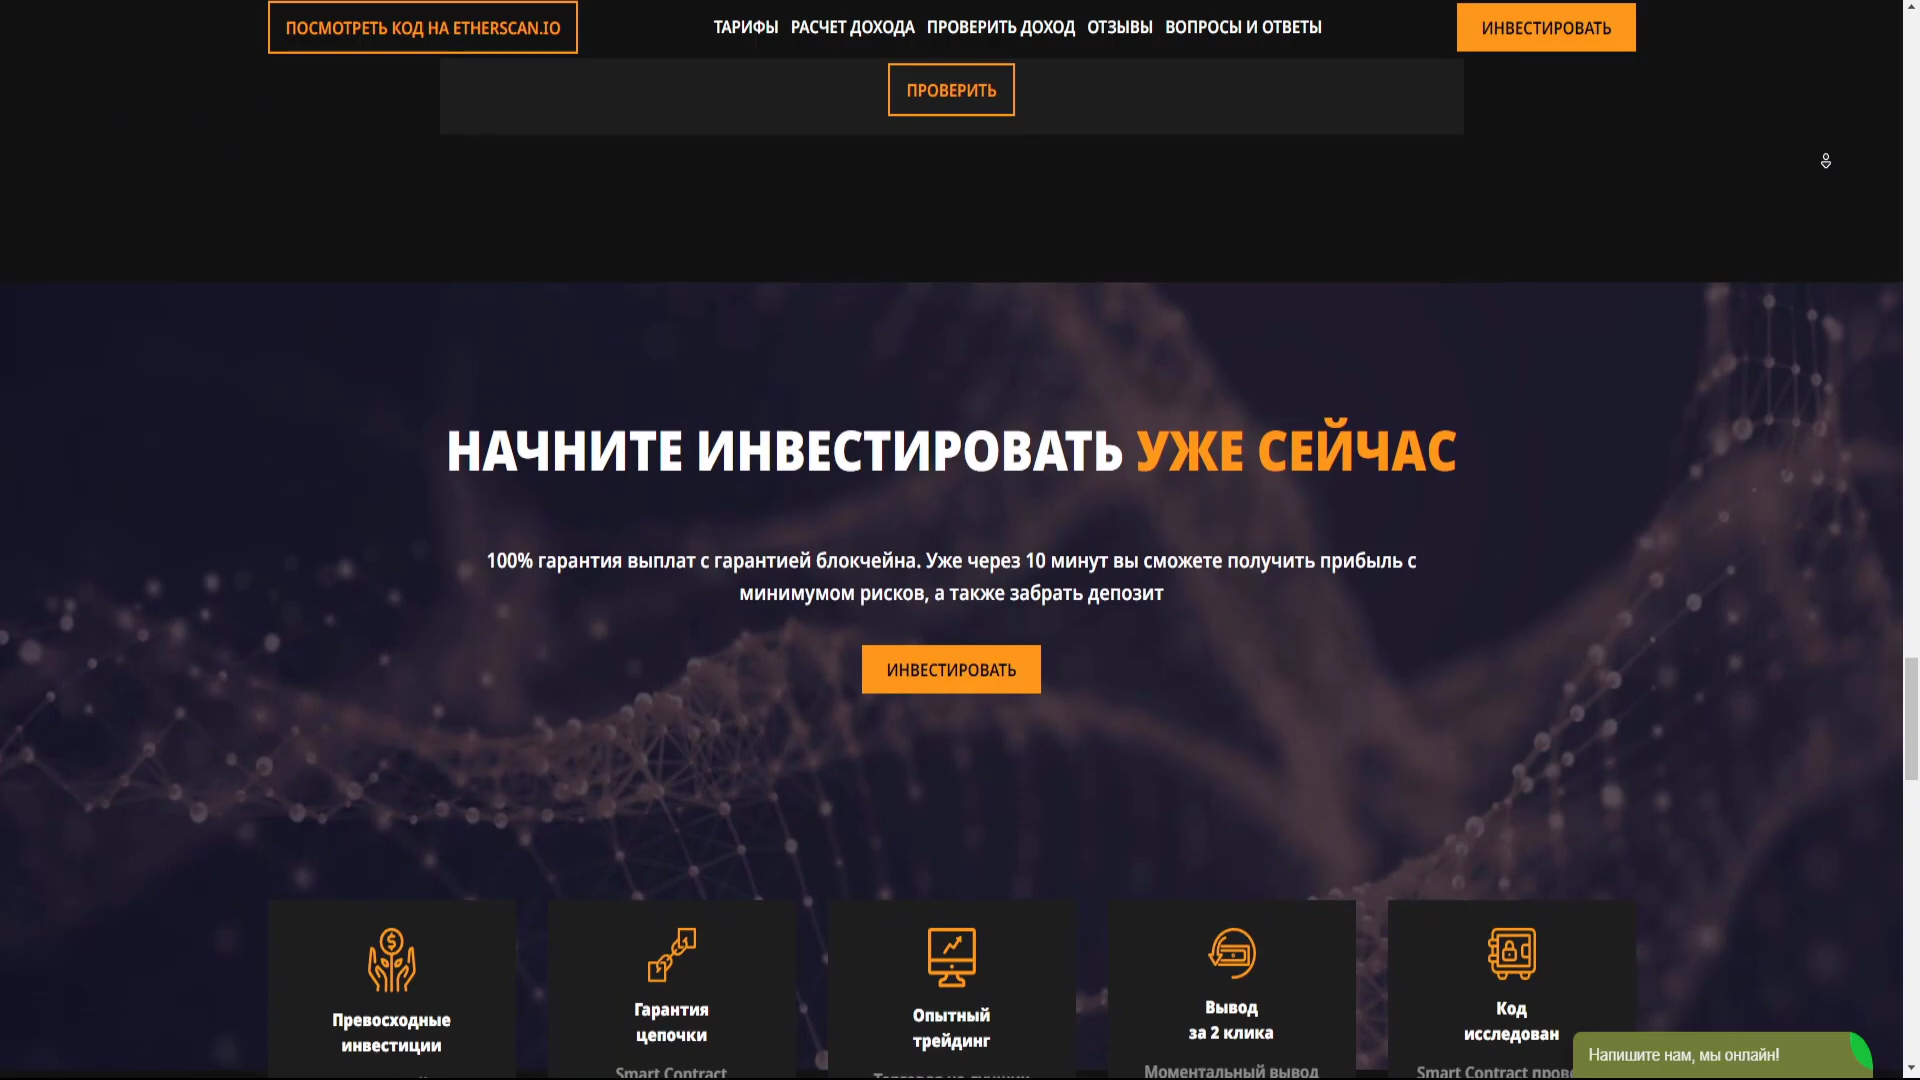 ПОСМОТРЕТЬ КОД НА ETHERSCAN.IO
ТАРИФЫ РАСЧЕТ ДОХОДА ПРОВЕРИТЬ ДОХОД ОТЗЫВЫ ВОПРОСЫ И ОТВЕТЫ
ИНВЕСТИРОВАТЬ
ПРОВЕРИТЬ
НАЧНИТЕ ИНВЕСТИРОВАТЬ УЖЕ СЕЙЧАС
100% гарантия выплат с гарантией блокчейна. Уже через 10 минут вы сможете получить прибыль с
минимумом рисков, а также забрать депозит
ИНВЕСТИРОВАТЬ
Превосходные
инвестиции
Гарантия
цепочки
Smart Contract
Опытный
трейдинг
Вывод
за 2 клика
Моментальный вывод
Код
исследован
Smart Contract
Напишите нам, мы онлайн!